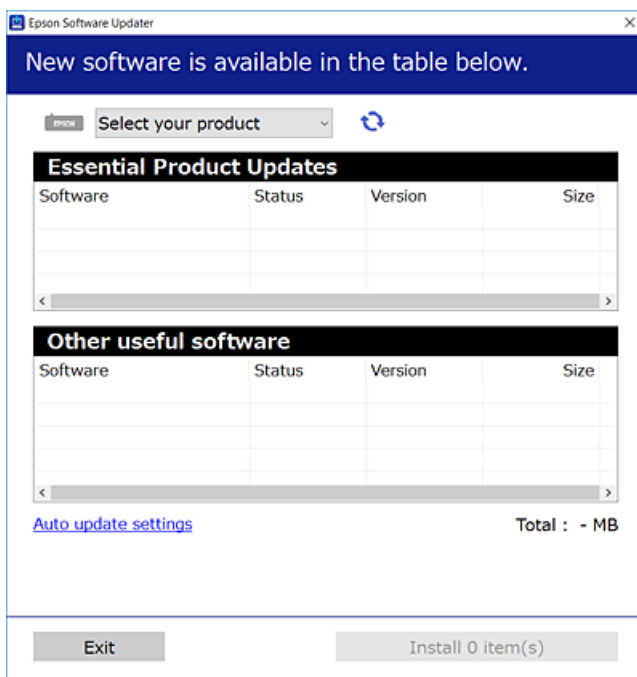 Epson Software Updater
New software is available in the table below.
EPSON Select your product
Essential Product Updates
Software Status Version Size
Other useful software
Software Status Version Size
Auto update settings Total : - MB
Exit Install 0 item(s)